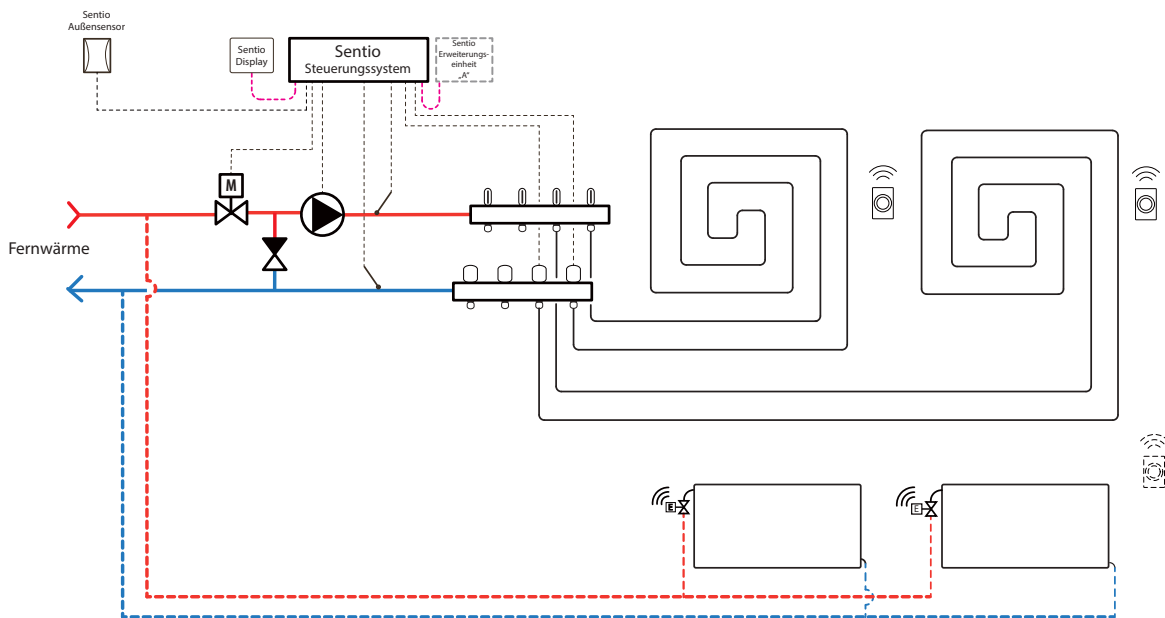 Sentio
Außensensor
Sentio
Display
Sentio
Steuerungssystem
Sentio
Erweiterungs-
einheit
„A“
M
Fernwärme
E
E